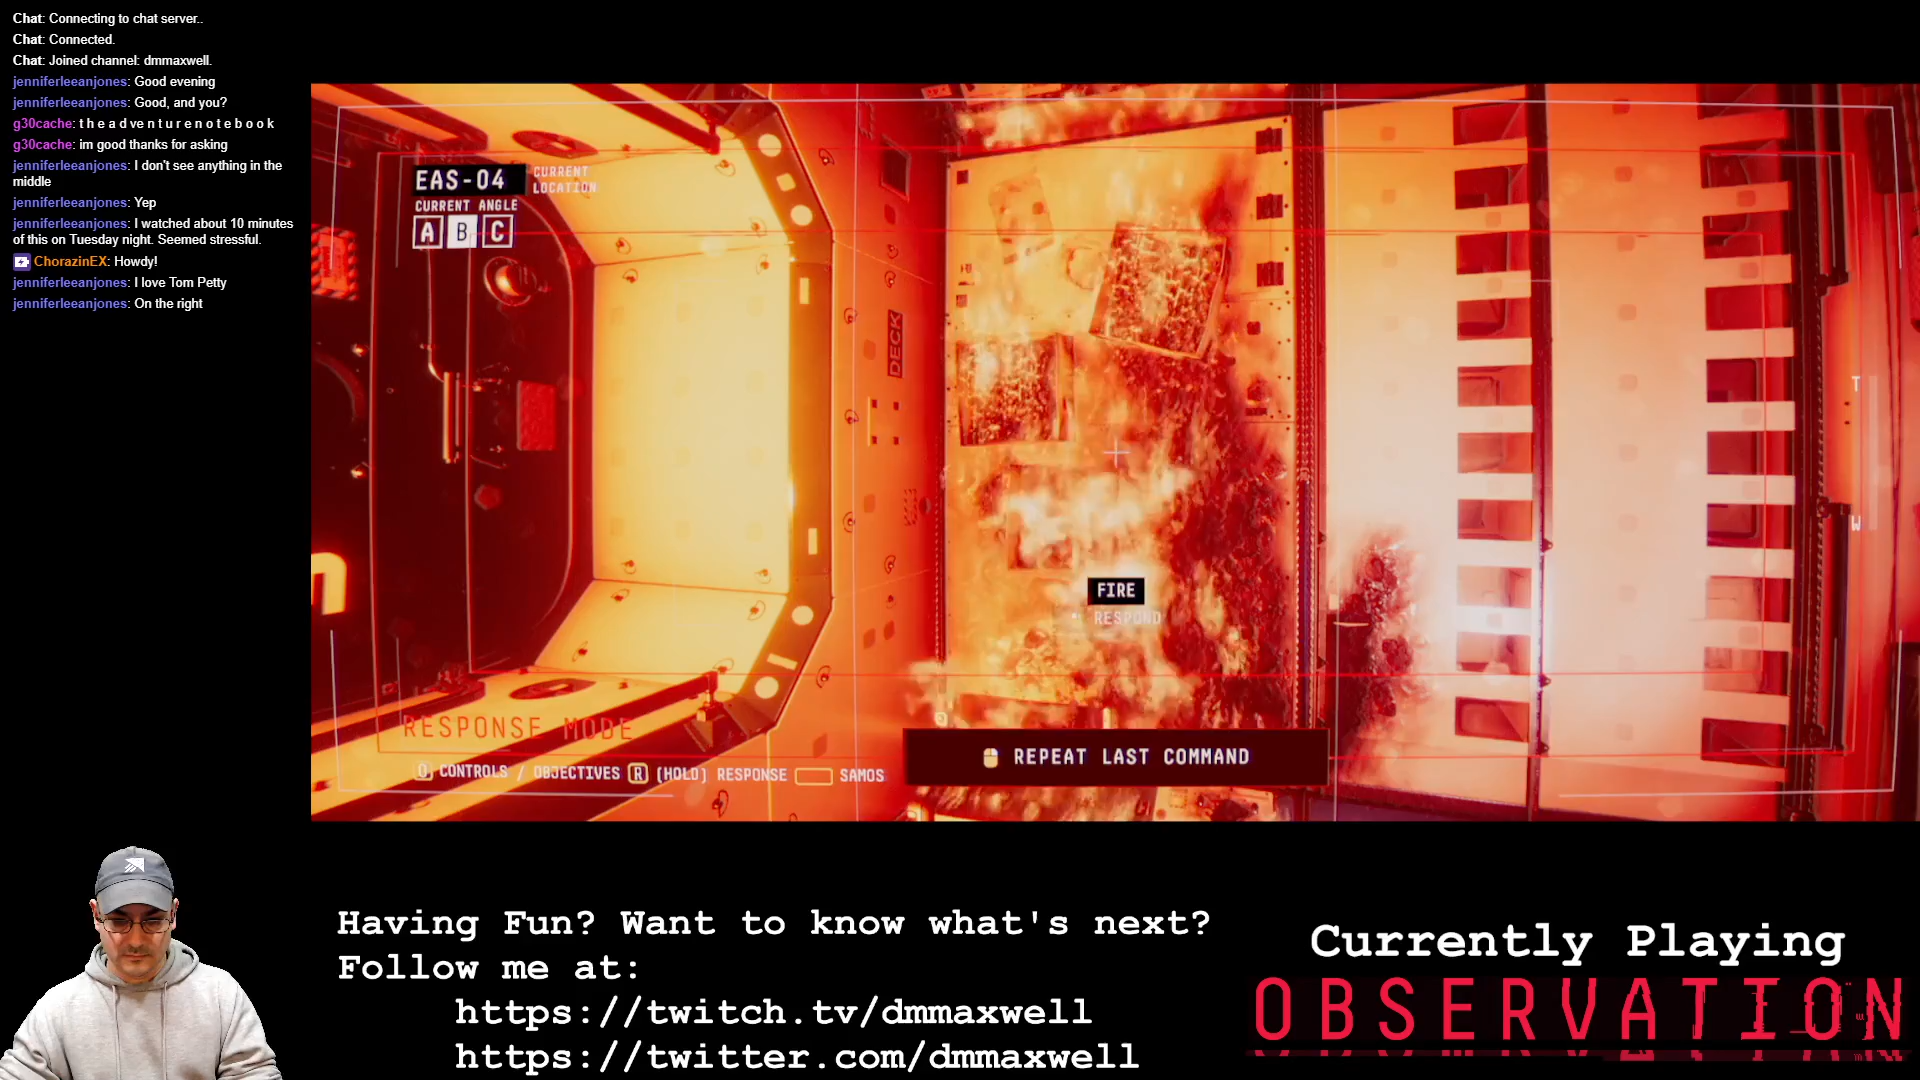 Chat: Connecting to chat server..
Chat: Connected.
Chat: Joined channel: dmmaxwell.
jenniferleeanjones: Good evening
jenniferleeanjones: Good, and you?
g30cache: t h e a d v e n t u r e n o t e b o o k
g30cache: im good thanks for asking
jenniferleeanjones: I don't see anything in the
middle
jenniferleeanjones: Yep
jenniferleeanjones: I watched about 10 minutes
of this on Tuesday night. Seemed stressful.
ChorazinEX: Howdy!
jenniferleeanjones: I love Tom Petty
jenniferleeanjones: On the right
EAS-04
CURRENT
LOCATION
CURRENT ANGLE
A B C
DECK
T
W
FIRE
RESPOND
RESPONSE MODE
REPEAT LAST COMMAND
CONTROLS / OBJECTIVES R [HOLD] RESPONSE SAMOS
Having Fun? Want to know what's next?
Follow me at:
https://twitch.tv/dmmaxwell
https://twitter.com/dmmaxwell
Currently Playing
OBSERVATION